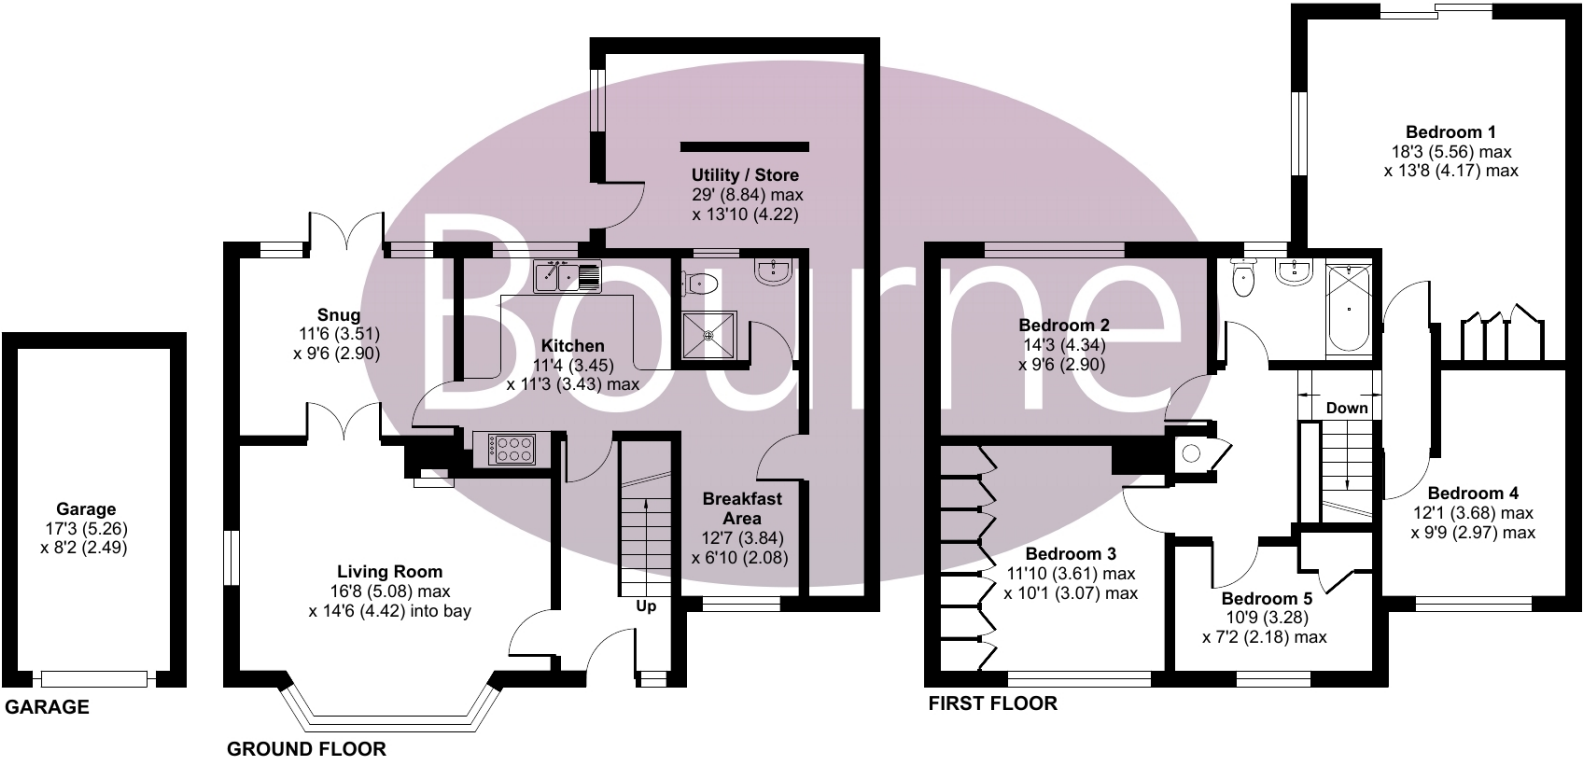 Garage
17'3 (5.26)
x 8'2 (2.49)
GARAGE
Snug
11'6 (3.51)
x 9'6 (2.90)
Kitchen
11'4 (3.45)
x 11'3 (3.43) max
Utility / Store
29' (8.84) max
x 13'10 (4.22)
Living Room
16'8 (5.08) max
x 14'6 (4.42) into bay
Breakfast
Area
12'7 (3.84)
x 6'10 (2.08)
Up
GROUND FLOOR
Bourne
Bedroom 1
18'3 (5.56) max
x 13'8 (4.17) max
Bedroom 2
14'3 (4.34)
x 9'6 (2.90)
Down
Bedroom 3
11'10 (3.61) max
x 10'1 (3.07) max
Bedroom 4
12'1 (3.68) max
x 9'9 (2.97) max
Bedroom 5
10'9 (3.28)
x 7'2 (2.18) max
FIRST FLOOR